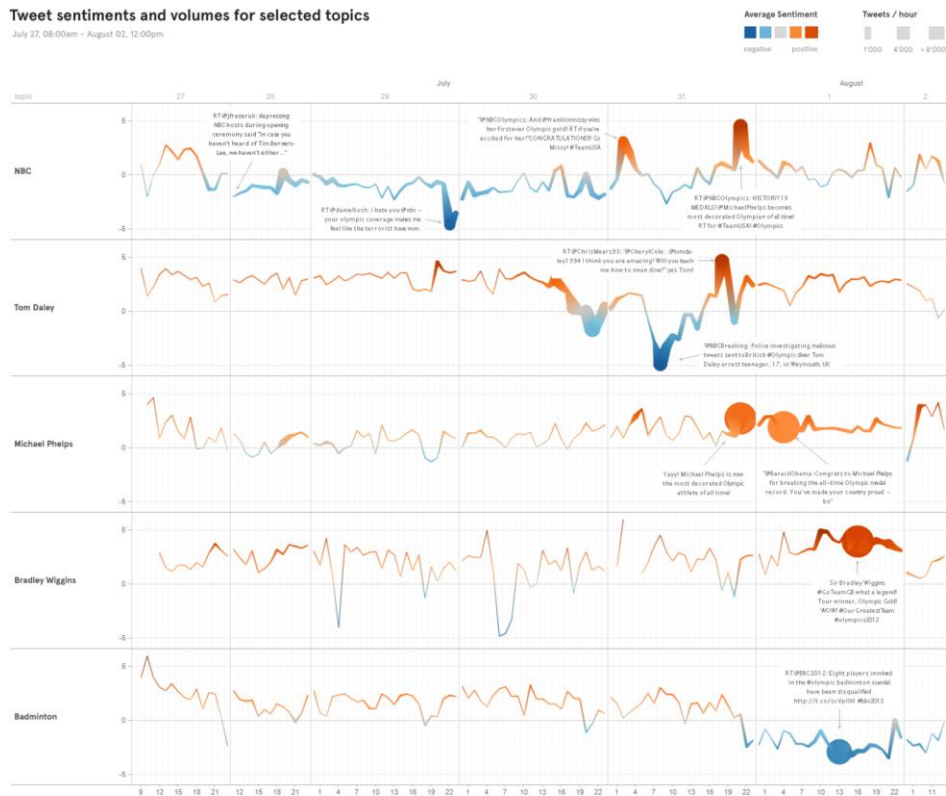 Tweet sentiments and volumes for selected topics
July 27, 08:00am – August 02, 12:00pm
Average Sentiment
negative
positive
Tweets / hour
1'000
4'000
July
August
topic
27
28
29
30
31
1
2
NBC
5
0
-5
RT @jfraserali: depressing:
NBC hosts during opening
ceremony said "In case you
haven't heard of Tim Berners-
Lee, we haven't either..."
RT @danieltosh: i hate you @nbc –
your olympic coverage makes me
feel like the terrorist have won.
"@NBCOlympics: And @franklinmissy wins
her first ever Olympic gold! RT if you're
excited for her!"CONGRATULATIONS! Go
Missy! #TeamUSA
RT @NBCOlympics: HISTORY! 19
MEDALS! @MichaelPhelps becomes
most decorated Olympian of all time!
RT for #TeamUSA! #Olympics
Tom Daley
5
0
-5
RT @ChrisMears93: "@CherylCole: @tomda-
ley1994 I think you are amazing! Will you teach
me how to swan dive?" yes Tom!
"@BBCBreaking: Police investigating malicious
tweets sent to British #Olympic diver Tom
Daley arrest teenager, 17, in Weymouth, UK
Michael Phelps
5
0
-5
Yayy! Michael Phelps is now
the most decorated Olympic
athlete of all time!
"@BarackObama: Congrats to Michael Phelps
for breaking the all-time Olympic medal
record. You've made your country proud. –
bo"
Bradley Wiggins
5
0
-5
Sir Bradley Wiggins
#GoTeamGB what a legend!
Tour winner, Olympic Gold!
WOW! #OurGreatestTeam
#olympics2012
Badminton
5
0
-5
RT @BBC2012: Eight players involved
in the #olympic badminton scandal
have been disqualified
#bbc2012
9 12 15 18 21 12 15 18 21 1 4 7 10 13 16 19 22 1 4 7 10 13 16 19 22 1 4 7 10 13 16 19 22 1 4 7 10 13 16 19 22 1 11